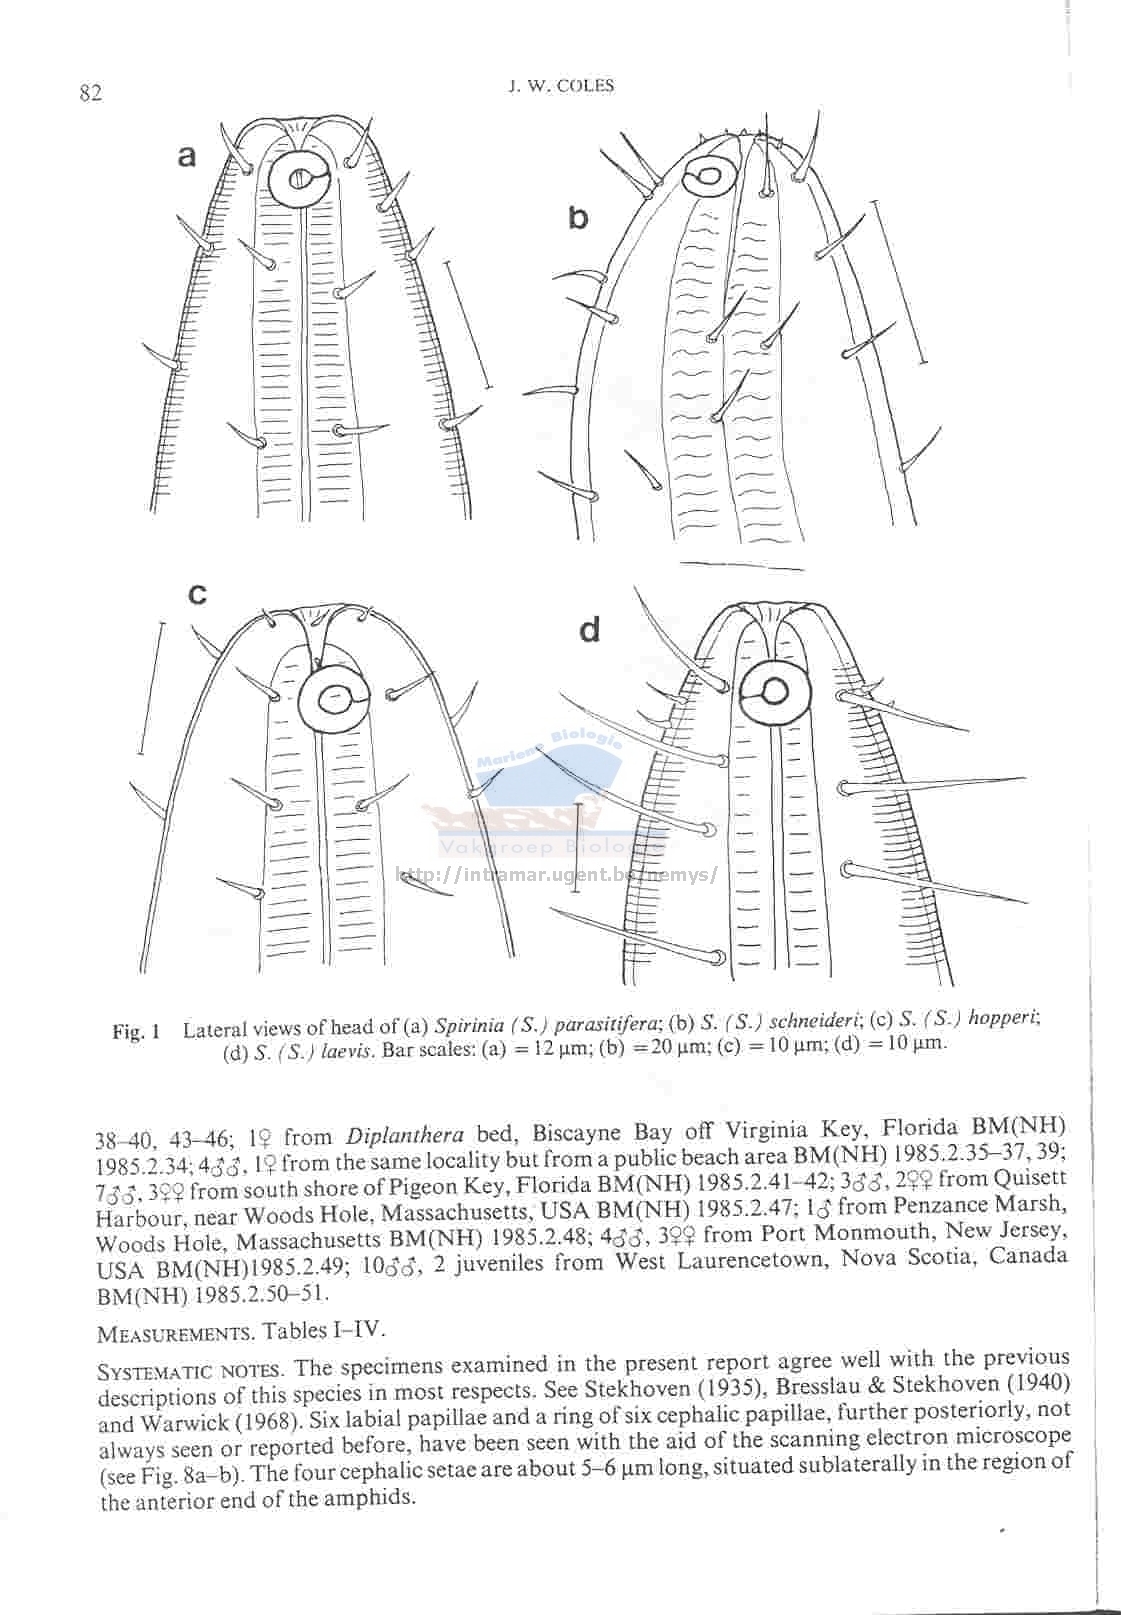 82
J. W. COLES
a
b
c
d
Mariene Biologie
Vakgroep Biologie
http://intramar.ugent.be/nemys/
Fig. 1 Lateral views of head of (a) Spirinia (S.) parasitifera; (b) S. (S.) schneideri; (c) S. (S.) hopperi;
(d) S. (S.) laevis. Bar scales: (a) = 12 µm; (b) =20 µm; (c) = 10 µm; (d) = 10 µm.
38–40, 43–46; 1♀ from Diplanthera bed, Biscayne Bay off Virginia Key, Florida BM(NH)
1985.2.34; 4♂♂, 1♀ from the same locality but from a public beach area BM(NH) 1985.2.35–37, 39;
7♂♂, 3♀♀ from south shore of Pigeon Key, Florida BM(NH) 1985.2.41–42; 3♂♂, 2♀♀ from Quisett
Harbour, near Woods Hole, Massachusetts, USA BM(NH) 1985.2.47; 1♂ from Penzance Marsh,
Woods Hole, Massachusetts BM(NH) 1985.2.48; 4♂♂, 3♀♀ from Port Monmouth, New Jersey,
USA BM(NH)1985.2.49; 10♂♂, 2 juveniles from West Laurencetown, Nova Scotia, Canada
BM(NH) 1985.2.50–51.
MEASUREMENTS. Tables I–IV.
SYSTEMATIC NOTES. The specimens examined in the present report agree well with the previous
descriptions of this species in most respects. See Stekhoven (1935), Bresslau & Stekhoven (1940)
and Warwick (1968). Six labial papillae and a ring of six cephalic papillae, further posteriorly, not
always seen or reported before, have been seen with the aid of the scanning electron microscope
(see Fig. 8a–b). The four cephalic setae are about 5–6 µm long, situated sublaterally in the region of
the anterior end of the amphids.